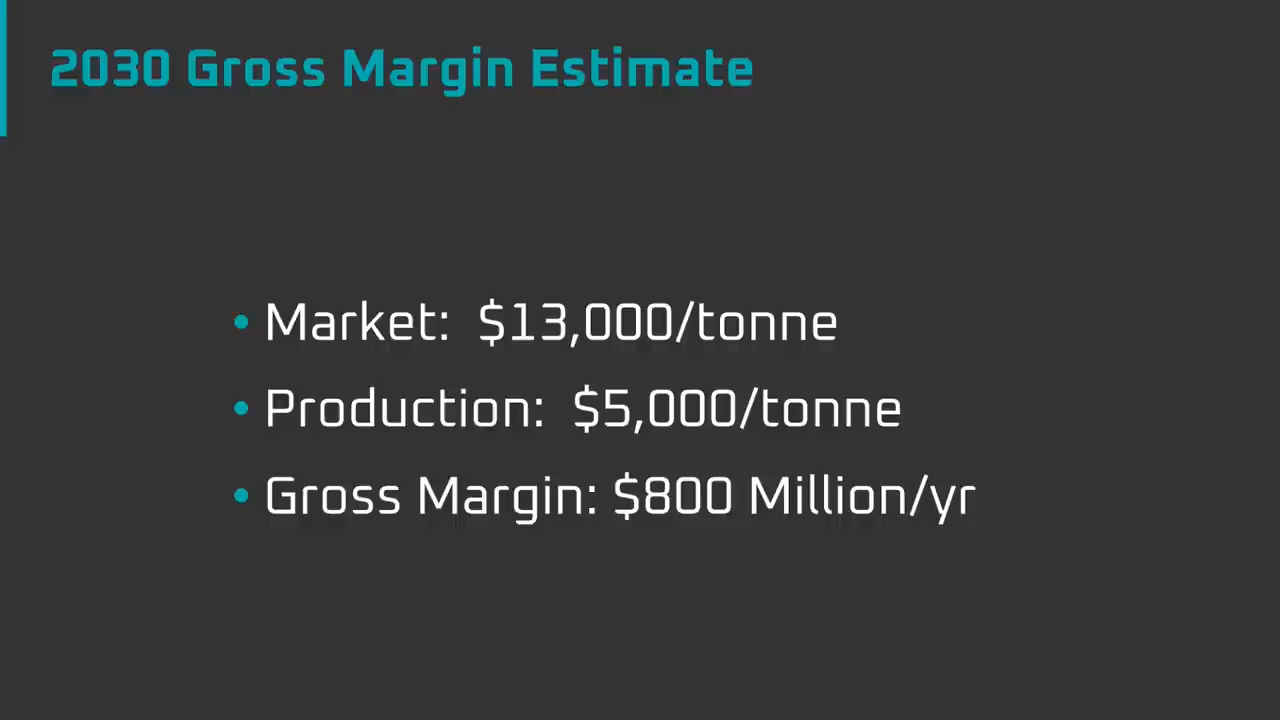 2030 Gross Margin Estimate
• Market: $13,000/tonne
• Production: $5,000/tonne
• Gross Margin: $800 Million/yr